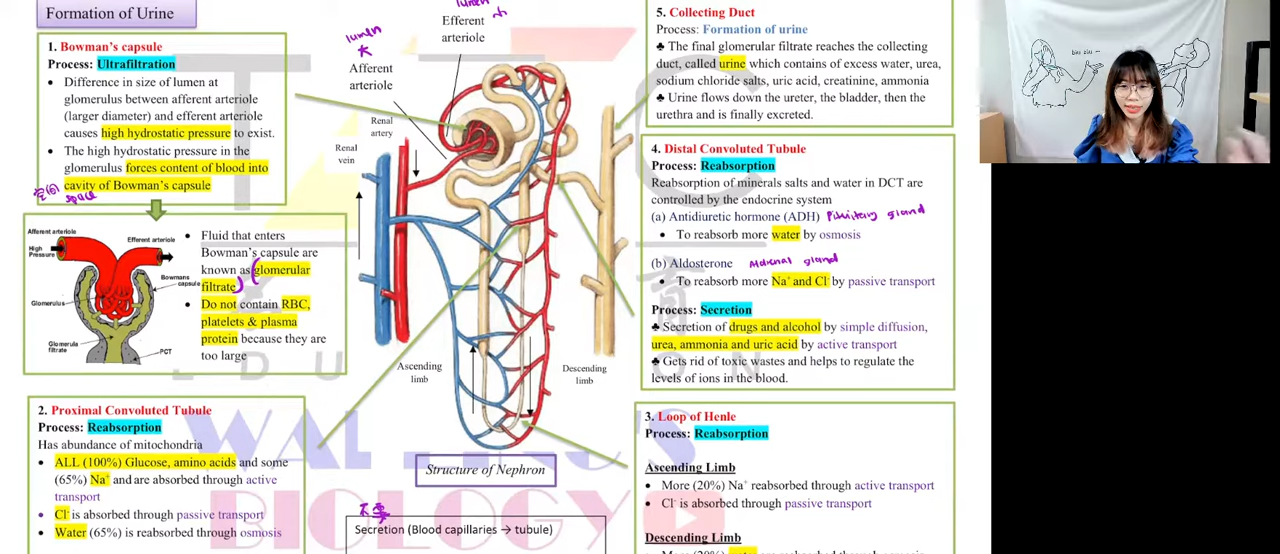 Formation of Urine
1. Bowman's capsule
Process: Ultrafiltration
• Difference in size of lumen at
glomerulus between afferent arteriole
(larger diameter) and efferent arteriole
causes high hydrostatic pressure to exist.
• The high hydrostatic pressure in the
glomerulus forces content of blood into
cavity of Bowman's capsule
空间
space
Afferent arteriole
Efferent arteriole
High
Pressure
Bowmans
capsule
Glomerulus
Glomerula
filtrate
PCT
• Fluid that enters
Bowman's capsule are
known as (glomerular
filtrate)
• Do not contain RBC,
platelets & plasma
protein because they are
too large
2. Proximal Convoluted Tubule
Process: Reabsorption
Has abundance of mitochondria
• ALL (100%) Glucose, amino acids and some
(65%) Na⁺ and are absorbed through active
transport
• Cl⁻ is absorbed through passive transport
• Water (65%) is reabsorbed through osmosis
lumen
Efferent
arteriole
lumen
大
Afferent
arteriole
Renal
artery
Renal
vein
Ascending
limb
Descending
limb
Structure of Nephron
Secretion (Blood capillaries → tubule)
5. Collecting Duct
Process: Formation of urine
♣ The final glomerular filtrate reaches the collecting
duct, called urine which contains of excess water, urea,
sodium chloride salts, uric acid, creatinine, ammonia
♣ Urine flows down the ureter, the bladder, then the
urethra and is finally excreted.
4. Distal Convoluted Tubule
Process: Reabsorption
Reabsorption of minerals salts and water in DCT are
controlled by the endocrine system
(a) Antidiuretic hormone (ADH) Pituitary gland
• To reabsorb more water by osmosis
(b) Aldosterone Adrenal gland
• To reabsorb more Na⁺ and Cl⁻ by passive transport
Process: Secretion
♣ Secretion of drugs and alcohol by simple diffusion,
urea, ammonia and uric acid by active transport
♣ Gets rid of toxic wastes and helps to regulate the
levels of ions in the blood.
3. Loop of Henle
Process: Reabsorption
Ascending Limb
• More (20%) Na⁺ reabsorbed through active transport
• Cl⁻ is absorbed through passive transport
Descending Limb
BIOLOGY